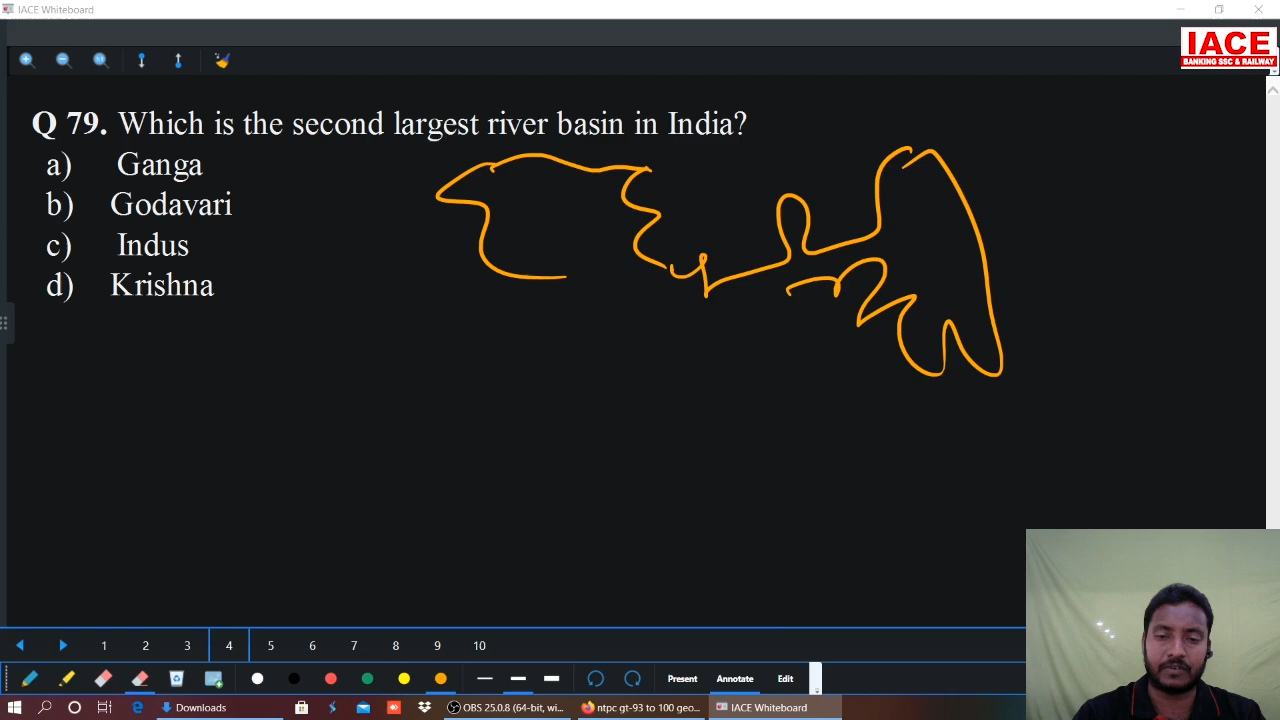 IACE Whiteboard
IACE
BANKING SSC & RAILWAY
Q 79. Which is the second largest river basin in India?
a) Ganga
b) Godavari
c) Indus
d) Krishna
1 2 3 4 5 6 7 8 9 10
Present Annotate Edit
Downloads OBS 25.0.8 (64-bit, wi... ntpc gt-93 to 100 geo... IACE Whiteboard